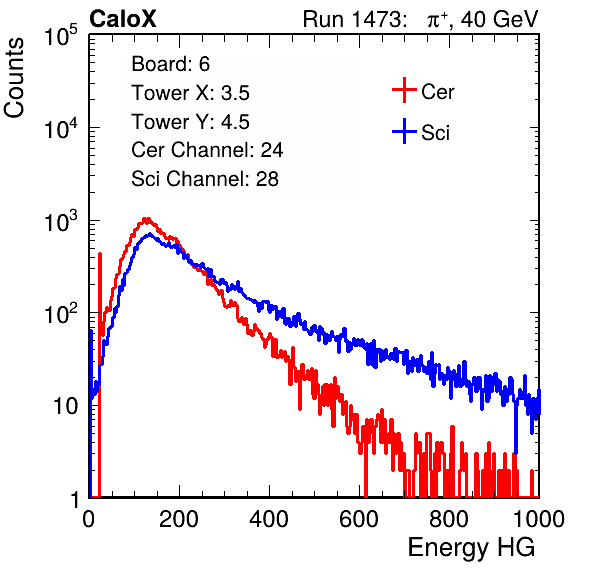 CaloX Run 1473: π⁺, 40 GeV
Board: 6
Tower X: 3.5
Tower Y: 4.5
Cer Channel: 24
Sci Channel: 28
Cer
Sci
Counts
10⁵
10⁴
10³
10²
10
1
0 200 400 600 800 1000
Energy HG